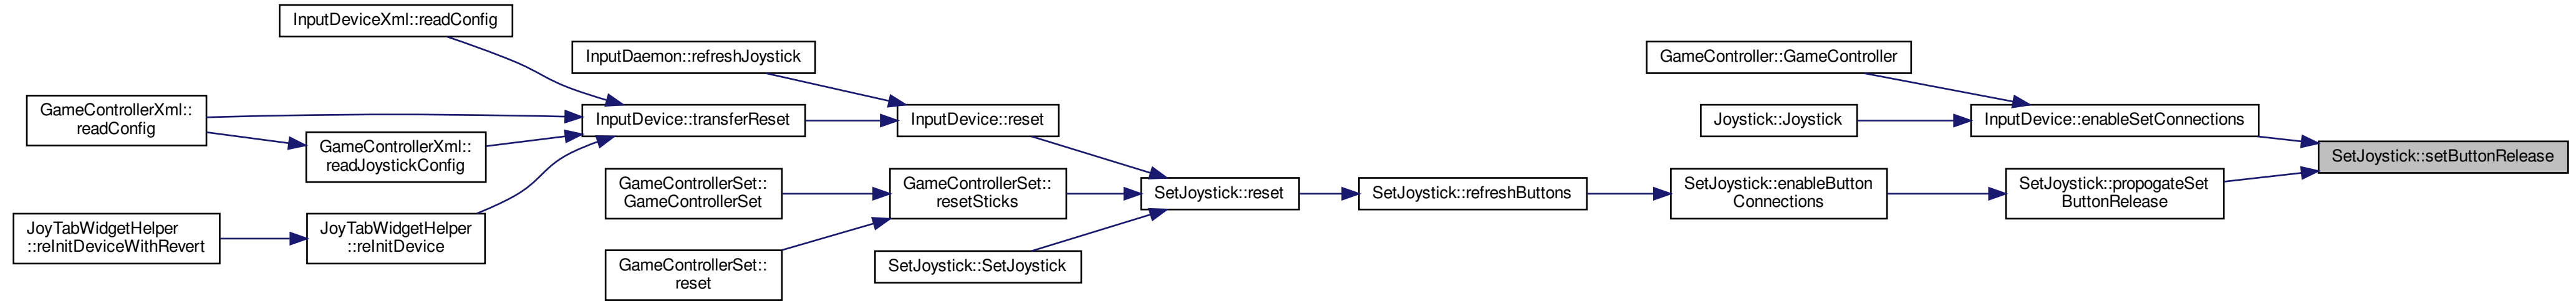 InputDeviceXml::readConfig
GameControllerXml::
readConfig
GameControllerXml::
readJoystickConfig
JoyTabWidgetHelper
::reInitDeviceWithRevert
JoyTabWidgetHelper
::reInitDevice
InputDaemon::refreshJoystick
InputDevice::transferReset
GameControllerSet::
GameControllerSet
GameControllerSet::
reset
InputDevice::reset
GameControllerSet::
resetSticks
SetJoystick::SetJoystick
SetJoystick::reset
SetJoystick::refreshButtons
GameController::GameController
Joystick::Joystick
SetJoystick::enableButton
Connections
InputDevice::enableSetConnections
SetJoystick::propogateSet
ButtonRelease
SetJoystick::setButtonRelease